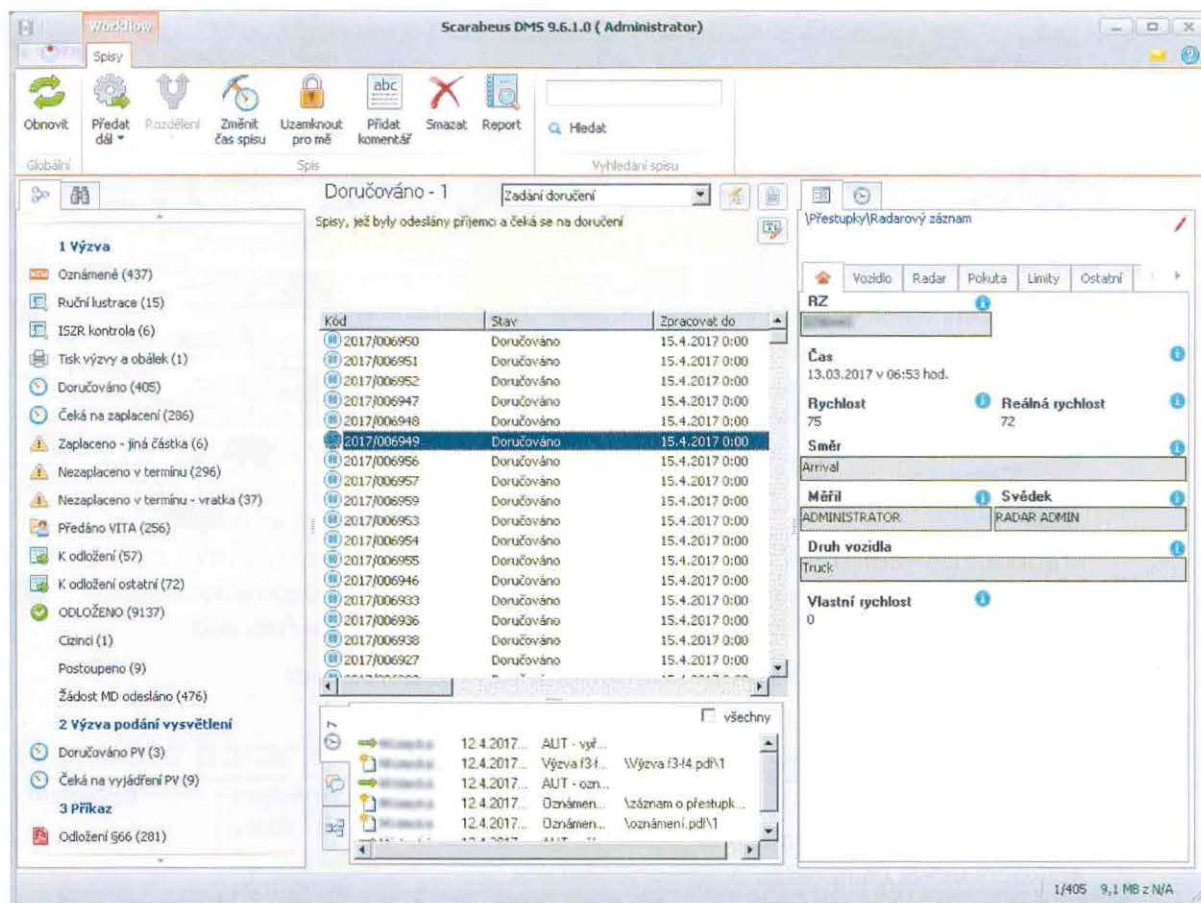 Workflow
Scarabeus DMS 9.6.1.0 ( Administrator)
Spisy
Obnovit
Předat dál
Rozdělení
Změnit čas spisu
Uzamknout pro mě
abc
Přidat komentář
Smazat
Report
Hledat
Globální
Spis
Vyhledání spisu
1 Výzva
Oznámené (437)
Ruční lustrace (15)
ISZR kontrola (6)
Tisk výzvy a obálek (1)
Doručováno (405)
Čeká na zaplacení (286)
Zaplaceno - jiná částka (6)
Nezaplaceno v termínu (296)
Nezaplaceno v termínu - vratka (37)
Předáno VITA (256)
K odložení (57)
K odložení ostatní (72)
ODLOŽENO (9137)
Cizinci (1)
Postoupeno (9)
Žádost MD odesláno (476)
2 Výzva podání vysvětlení
Doručováno PV (3)
Čeká na vyjádření PV (9)
3 Příkaz
Odložení §66 (281)
Doručováno - 1
Zadání doručení
Spisy, jež byly odeslány příjemci a čeká se na doručení
Kód Stav Zpracovat do
2017/006950 Doručováno 15.4.2017 0:00
2017/006951 Doručováno 15.4.2017 0:00
2017/006952 Doručováno 15.4.2017 0:00
2017/006947 Doručováno 15.4.2017 0:00
2017/006948 Doručováno 15.4.2017 0:00
2017/006949 Doručováno 15.4.2017 0:00
2017/006956 Doručováno 15.4.2017 0:00
2017/006957 Doručováno 15.4.2017 0:00
2017/006959 Doručováno 15.4.2017 0:00
2017/006953 Doručováno 15.4.2017 0:00
2017/006954 Doručováno 15.4.2017 0:00
2017/006955 Doručováno 15.4.2017 0:00
2017/006946 Doručováno 15.4.2017 0:00
2017/006933 Doručováno 15.4.2017 0:00
2017/006936 Doručováno 15.4.2017 0:00
2017/006938 Doručováno 15.4.2017 0:00
2017/006927 Doručováno 15.4.2017 0:00
všechny
12.4.2017... AUT - vyř...
12.4.2017... Výzva f3-f... \Výzva f3-f4.pdf\1
12.4.2017... AUT - ozn...
12.4.2017... Oznámen... \záznam o přestupk...
12.4.2017... Oznámen... \oznámení.pdf\1
\Přestupky\Radarový záznam
Vozidlo Radar Pokuta Limity Ostatní
RZ
Čas
13.03.2017 v 06:53 hod.
Rychlost Reálná rychlost
75 72
Směr
Arrival
Měřil Svědek
ADMINISTRATOR RADAR ADMIN
Druh vozidla
Truck
Vlastní rychlost
0
1/405 9,1 MB z N/A